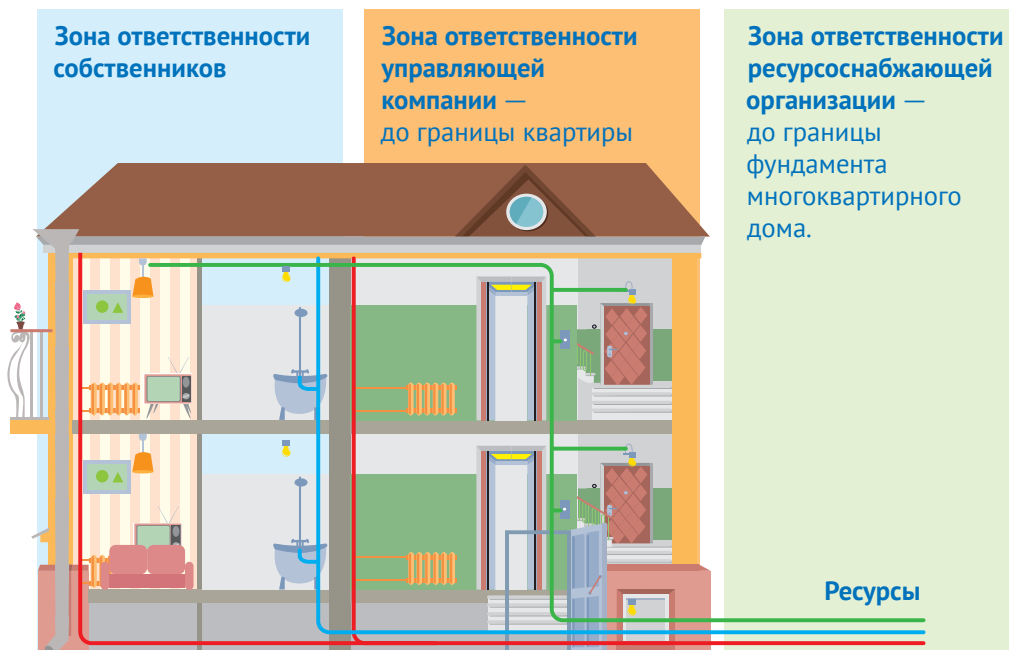 Зона ответственности
собственников
Зона ответственности
управляющей
компании —
до границы квартиры
Зона ответственности
ресурсоснабжающей
организации —
до границы
фундамента
многоквартирного
дома.
Ресурсы